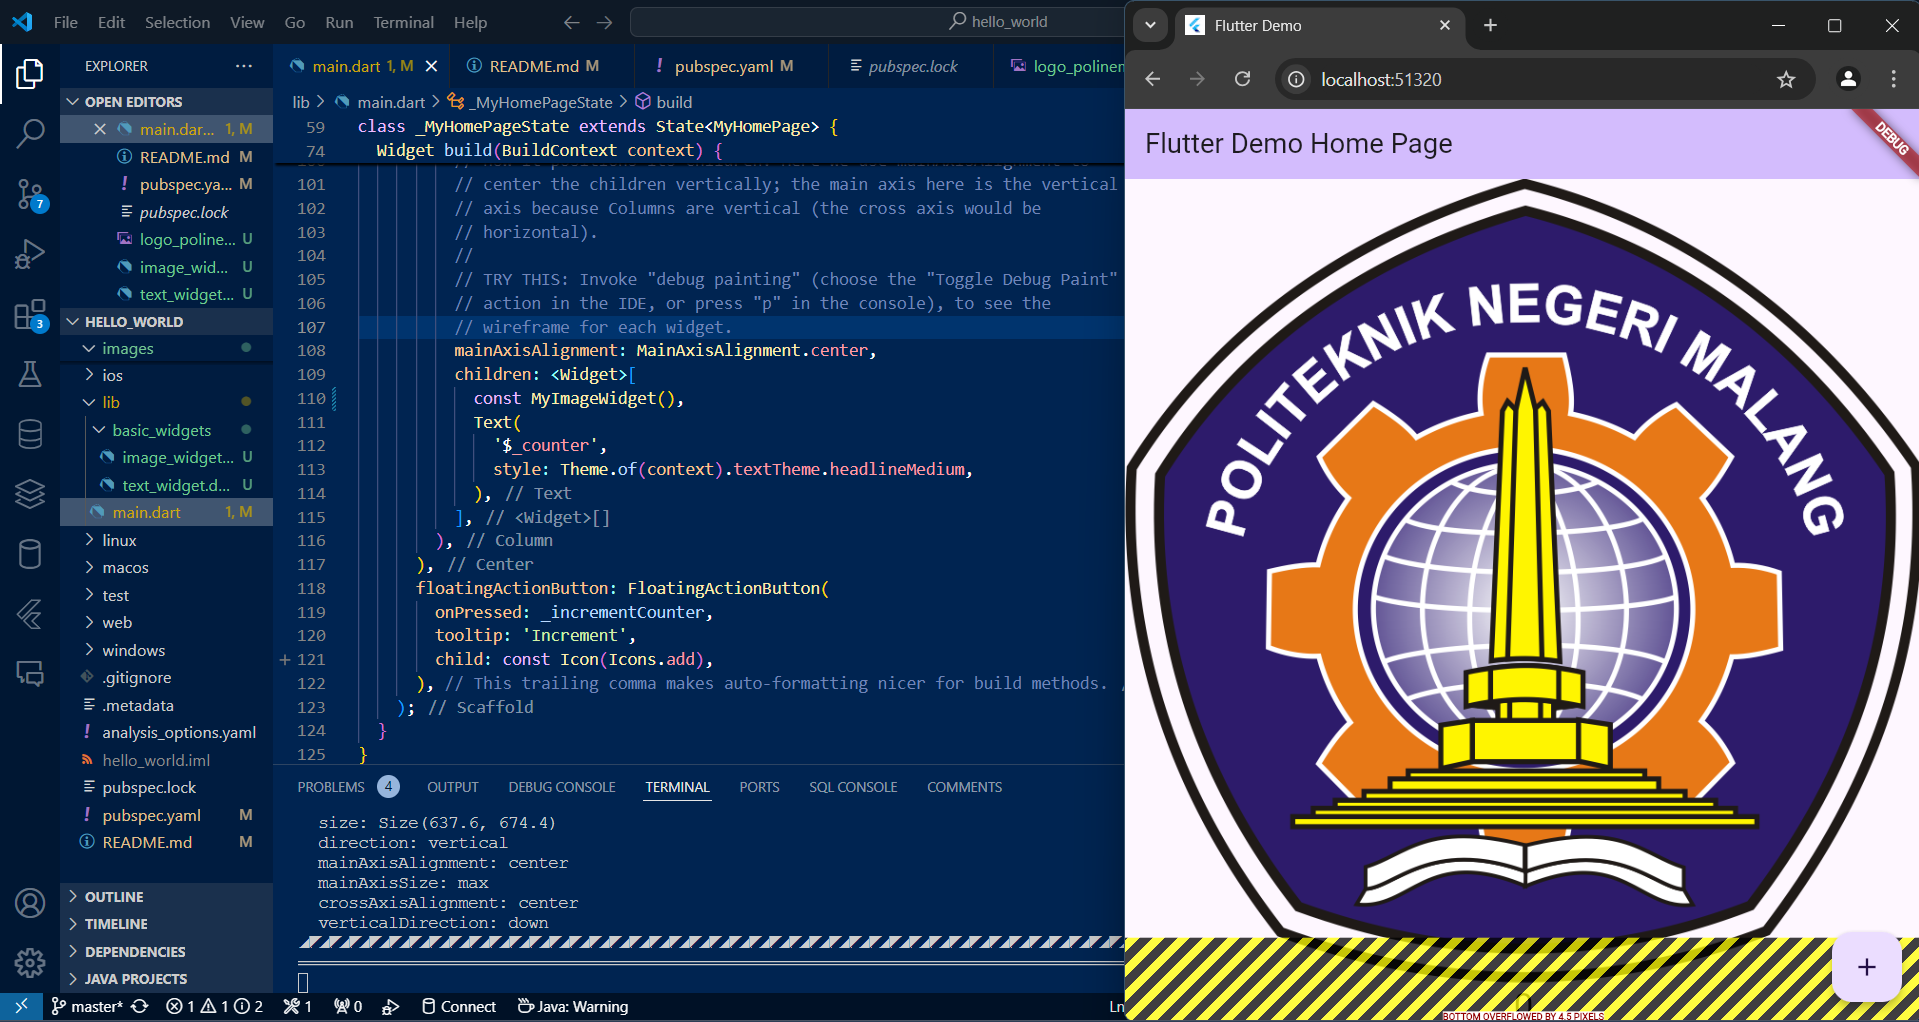 File Edit Selection View Go Run Terminal Help
hello_world
EXPLORER
OPEN EDITORS
main.dar... 1, M
README.md M
pubspec.ya... M
pubspec.lock
logo_poline... U
image_wid... U
text_widget... U
HELLO_WORLD
images
ios
lib
basic_widgets
image_widget... U
text_widget.d... U
main.dart 1, M
linux
macos
test
web
windows
.gitignore
.metadata
analysis_options.yaml
hello_world.iml
pubspec.lock
pubspec.yaml M
README.md M
OUTLINE
TIMELINE
DEPENDENCIES
JAVA PROJECTS
main.dart 1, M README.md M pubspec.yaml M pubspec.lock logo_polinem
lib main.dart _MyHomePageState build
59 class _MyHomePageState extends State<MyHomePage> {
74 Widget build(BuildContext context) {
101 // center the children vertically; the main axis here is the vertical
102 // axis because Columns are vertical (the cross axis would be
103 // horizontal).
104 //
105 // TRY THIS: Invoke "debug painting" (choose the "Toggle Debug Paint"
106 // action in the IDE, or press "p" in the console), to see the
107 // wireframe for each widget.
108 mainAxisAlignment: MainAxisAlignment.center,
109 children: <Widget>[
110 const MyImageWidget(),
111 Text(
112 '$_counter',
113 style: Theme.of(context).textTheme.headlineMedium,
114 ), // Text
115 ], // <Widget>[]
116 ), // Column
117 ), // Center
118 floatingActionButton: FloatingActionButton(
119 onPressed: _incrementCounter,
120 tooltip: 'Increment',
121 child: const Icon(Icons.add),
122 ), // This trailing comma makes auto-formatting nicer for build methods. /
123 ); // Scaffold
124 }
125 }
PROBLEMS 4 OUTPUT DEBUG CONSOLE TERMINAL PORTS SQL CONSOLE COMMENTS
size: Size(637.6, 674.4)
direction: vertical
mainAxisAlignment: center
mainAxisSize: max
crossAxisAlignment: center
verticalDirection: down
7
3
master* 1 1 2 1 0 Connect Java: Warning Ln
Flutter Demo
localhost:51320
Flutter Demo Home Page
DEBUG
POLITEKNIK NEGERI MALANG
BOTTOM OVERFLOWED BY 4.5 PIXELS